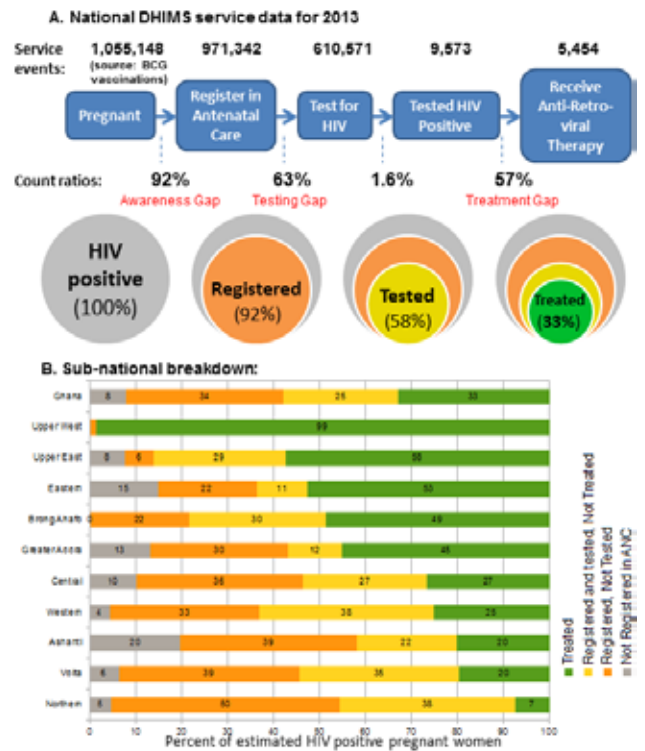 A. National DHIMS service data for 2013
Service events:
1,055,148 971,342 610,571 9,573 5,454
(source: BCG vaccinations)
Pregnant
Register in Antenatal Care
Test for HIV
Tested HIV Positive
Receive Anti-Retro-viral Therapy
Count ratios: 92% 63% 1.6% 57%
Awareness Gap Testing Gap Treatment Gap
HIV positive (100%)
Registered (92%)
Tested (58%)
Treated (33%)
B. Sub-national breakdown:
Ghana 8 34 33
Upper West 99
Upper East 8 6 29
Eastern 15 22 11 53
BrongAhafo 0 22 30 49
GreaterAccra 13 30 12 45
Central 10 36 27 27
Western 4 33 38 25
Ashanti 20 39 22 20
Volta 6 39 35 20
Northern 5 50 38 7
0 10 20 30 40 50 60 70 80 90 100
Percent of estimated HIV positive pregnant women
Treated
Registered and tested, Not Treated
Registered, Not Tested
Not Registered in ANC